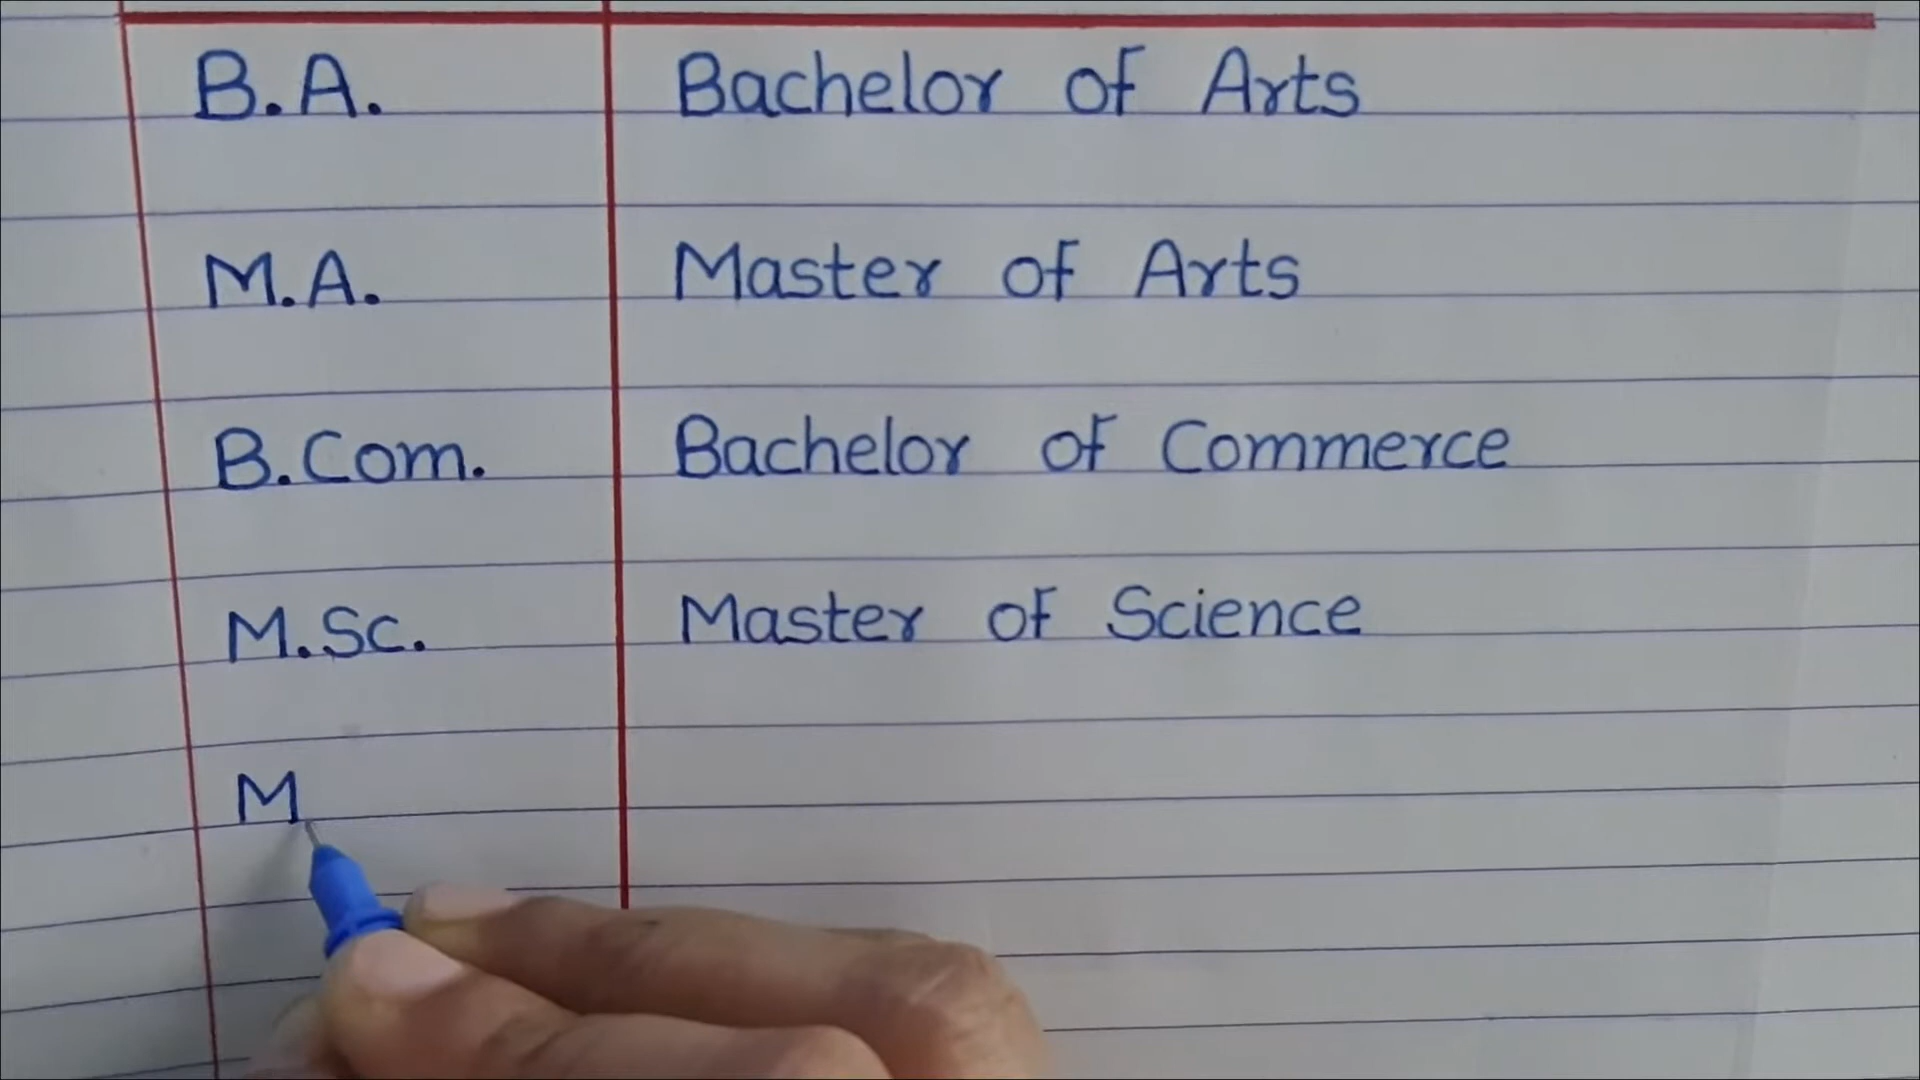 B.A. Bachelor of Arts
M.A. Master of Arts
B.Com. Bachelor of Commerce
M.Sc. Master of Science
M